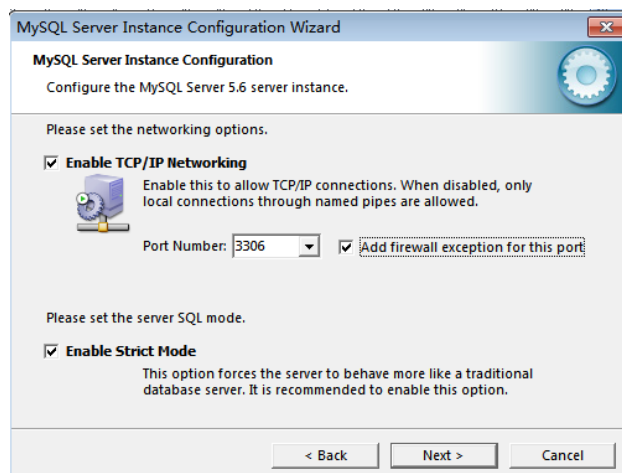 MySQL Server Instance Configuration Wizard
MySQL Server Instance Configuration
Configure the MySQL Server 5.6 server instance.
Please set the networking options.
Enable TCP/IP Networking
Enable this to allow TCP/IP connections. When disabled, only
local connections through named pipes are allowed.
Port Number: 3306 Add firewall exception for this port
Please set the server SQL mode.
Enable Strict Mode
This option forces the server to behave more like a traditional
database server. It is recommended to enable this option.
< Back Next > Cancel